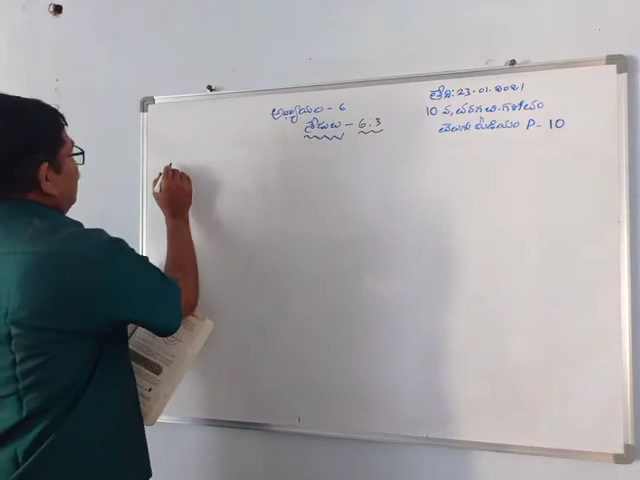 అధ్యాయం - 6
శ్రేఢులు - 6.3
తేది: 23.01.2021
10 వ, తరగతి గణితం
తెలుగు మీడియం P - 10